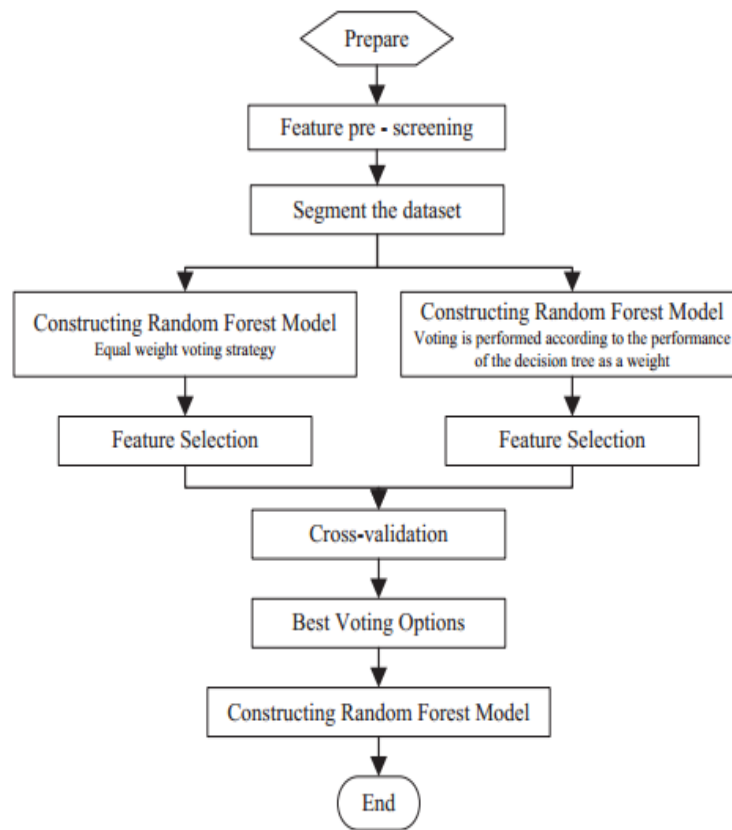 Prepare
Feature pre - screening
Segment the dataset
Constructing Random Forest Model
Equal weight voting strategy
Constructing Random Forest Model
Voting is performed according to the performance
of the decision tree as a weight
Feature Selection
Feature Selection
Cross-validation
Best Voting Options
Constructing Random Forest Model
End